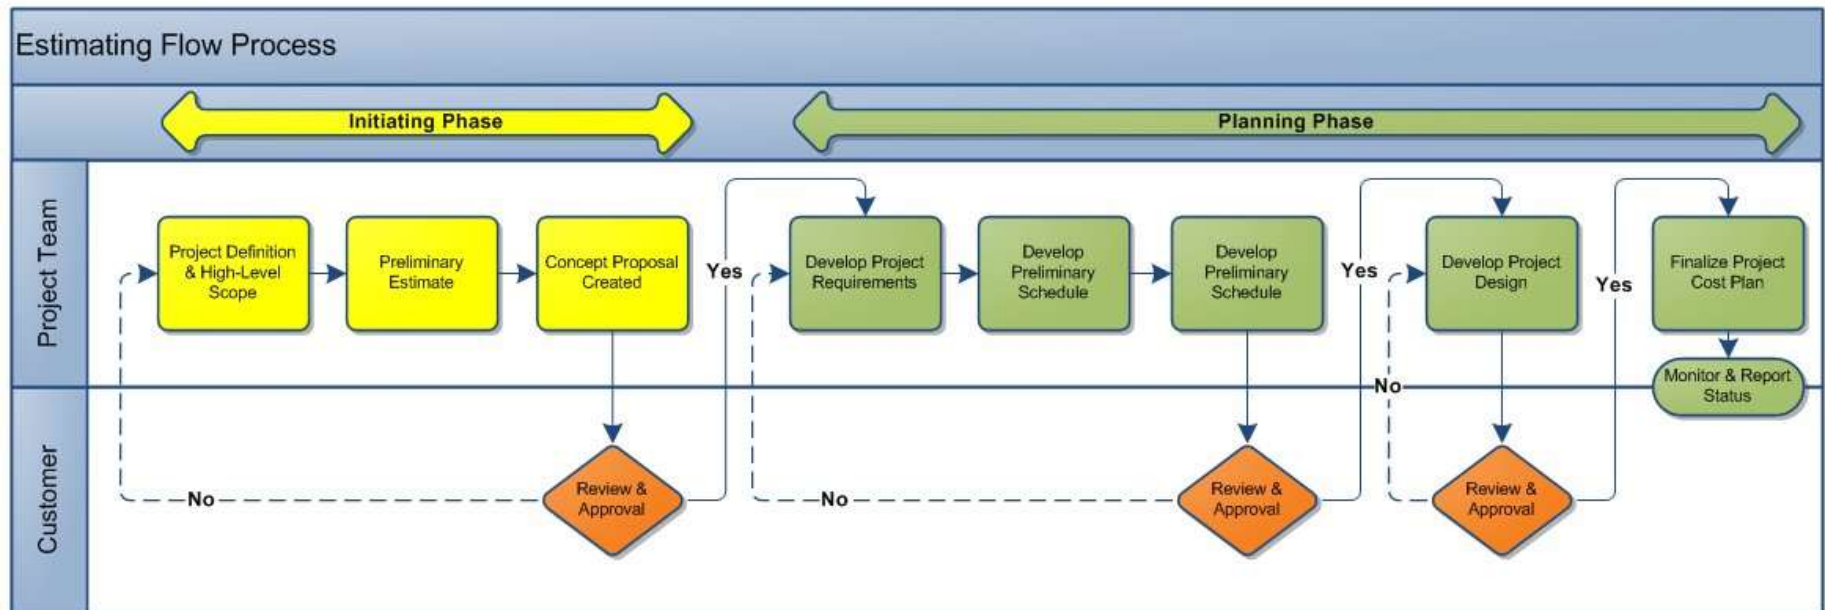 Estimating Flow Process
Initiating Phase
Planning Phase
Project Team
Project Definition
& High-Level
Scope
Preliminary
Estimate
Concept Proposal
Created
Yes
Develop Project
Requirements
Develop
Preliminary
Schedule
Develop
Preliminary
Schedule
Yes
Develop Project
Design
Yes
Finalize Project
Cost Plan
Monitor & Report
Status
Customer
No
Review &
Approval
No
Review &
Approval
No
Review &
Approval